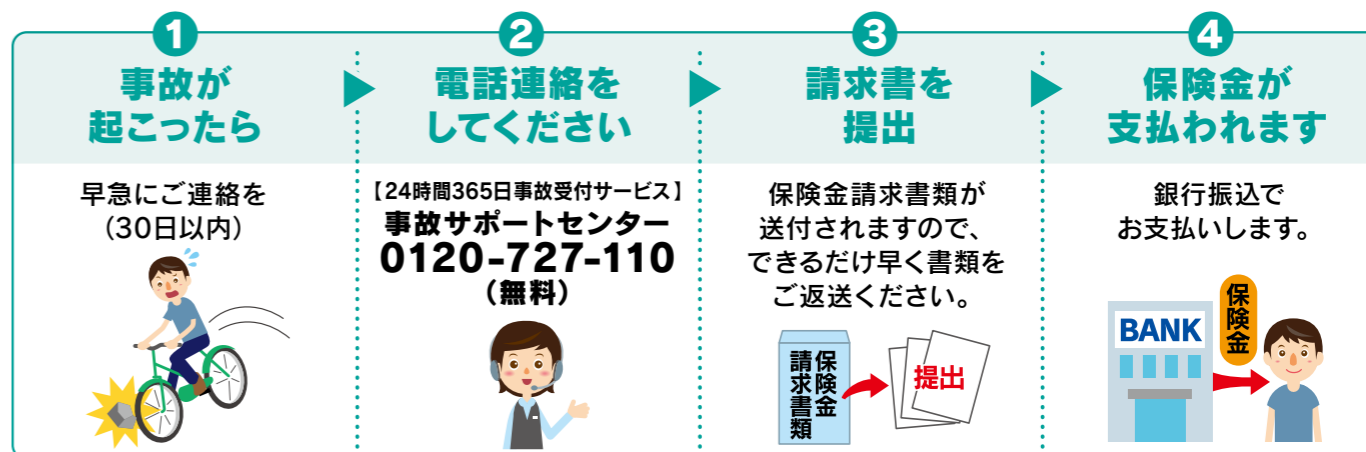 1
事故が
起こったら
早急にご連絡を
(30日以内)
2
電話連絡を
してください
【24時間365日事故受付サービス】
事故サポートセンター
0120-727-110
(無料)
3
請求書を
提出
保険金請求書類が
送付されますので、
できるだけ早く書類を
ご返送ください。
保険金
請求書類
提出
4
保険金が
支払われます
銀行振込で
お支払いします。
BANK
保険金